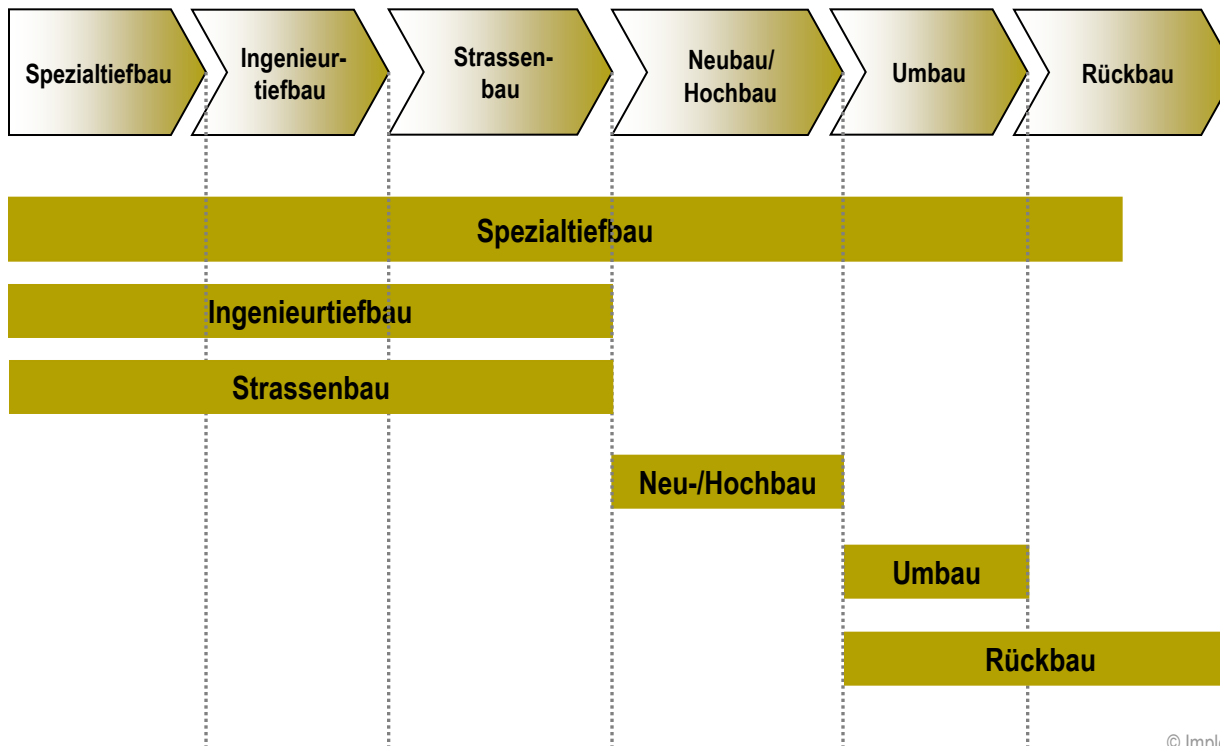 Spezialtiefbau
Ingenieur-
tiefbau
Strassen-
bau
Neubau/
Hochbau
Umbau
Rückbau
Spezialtiefbau
Ingenieurtiefbau
Strassenbau
Neu-/Hochbau
Umbau
Rückbau
©